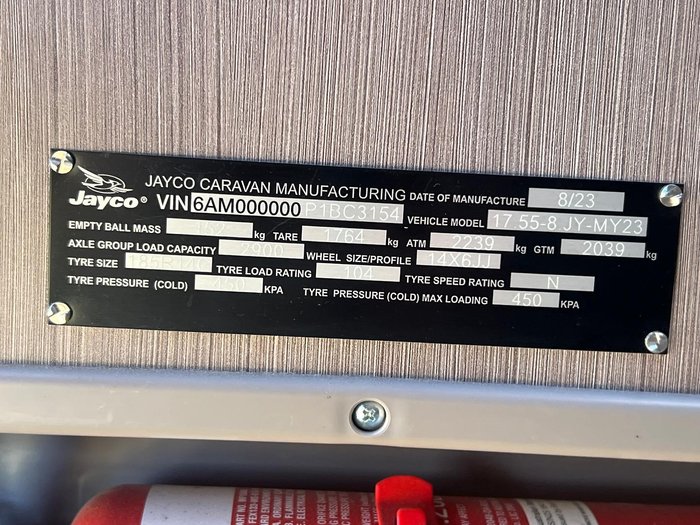 JAYCO CARAVAN MANUFACTURING DATE OF MANUFACTURE 8/23
Jayco® VIN 6AM000000P1BC3154 VEHICLE MODEL 17.55-8.JY-MY23
EMPTY BALL MASS kg TARE 1764 kg ATM 2239 kg GTM 2039 kg
AXLE GROUP LOAD CAPACITY 2900 WHEEL SIZE/PROFILE 14X6JJ
TYRE SIZE TYRE LOAD RATING 104 TYRE SPEED RATING N
TYRE PRESSURE (COLD) 450 KPA TYRE PRESSURE (COLD) MAX LOADING 450 KPA